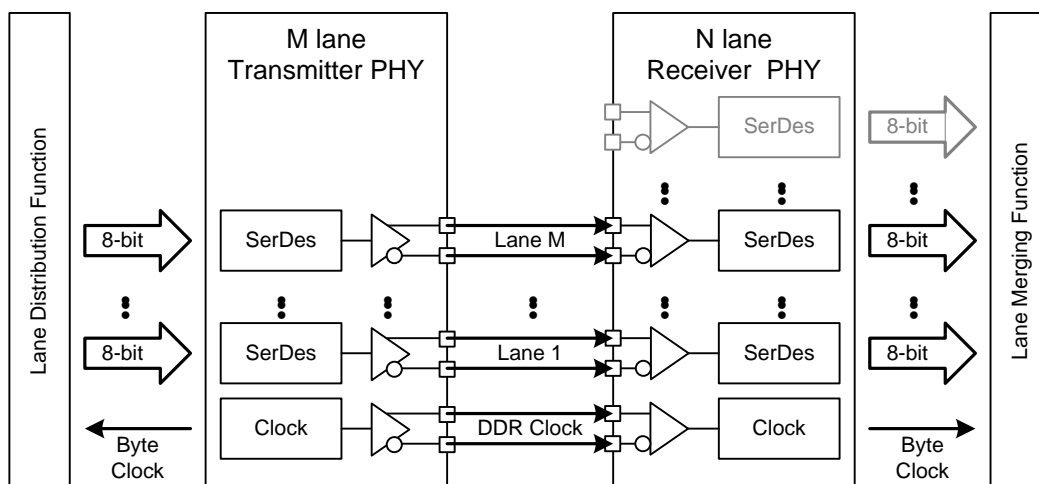 Lane Distribution Function
M lane
Transmitter PHY
N lane
Receiver PHY
SerDes
8-bit
Lane Merging Function
8-bit
SerDes
Lane M
SerDes
8-bit
8-bit
SerDes
Lane 1
SerDes
8-bit
Byte
Clock
Clock
DDR Clock
Clock
Byte
Clock